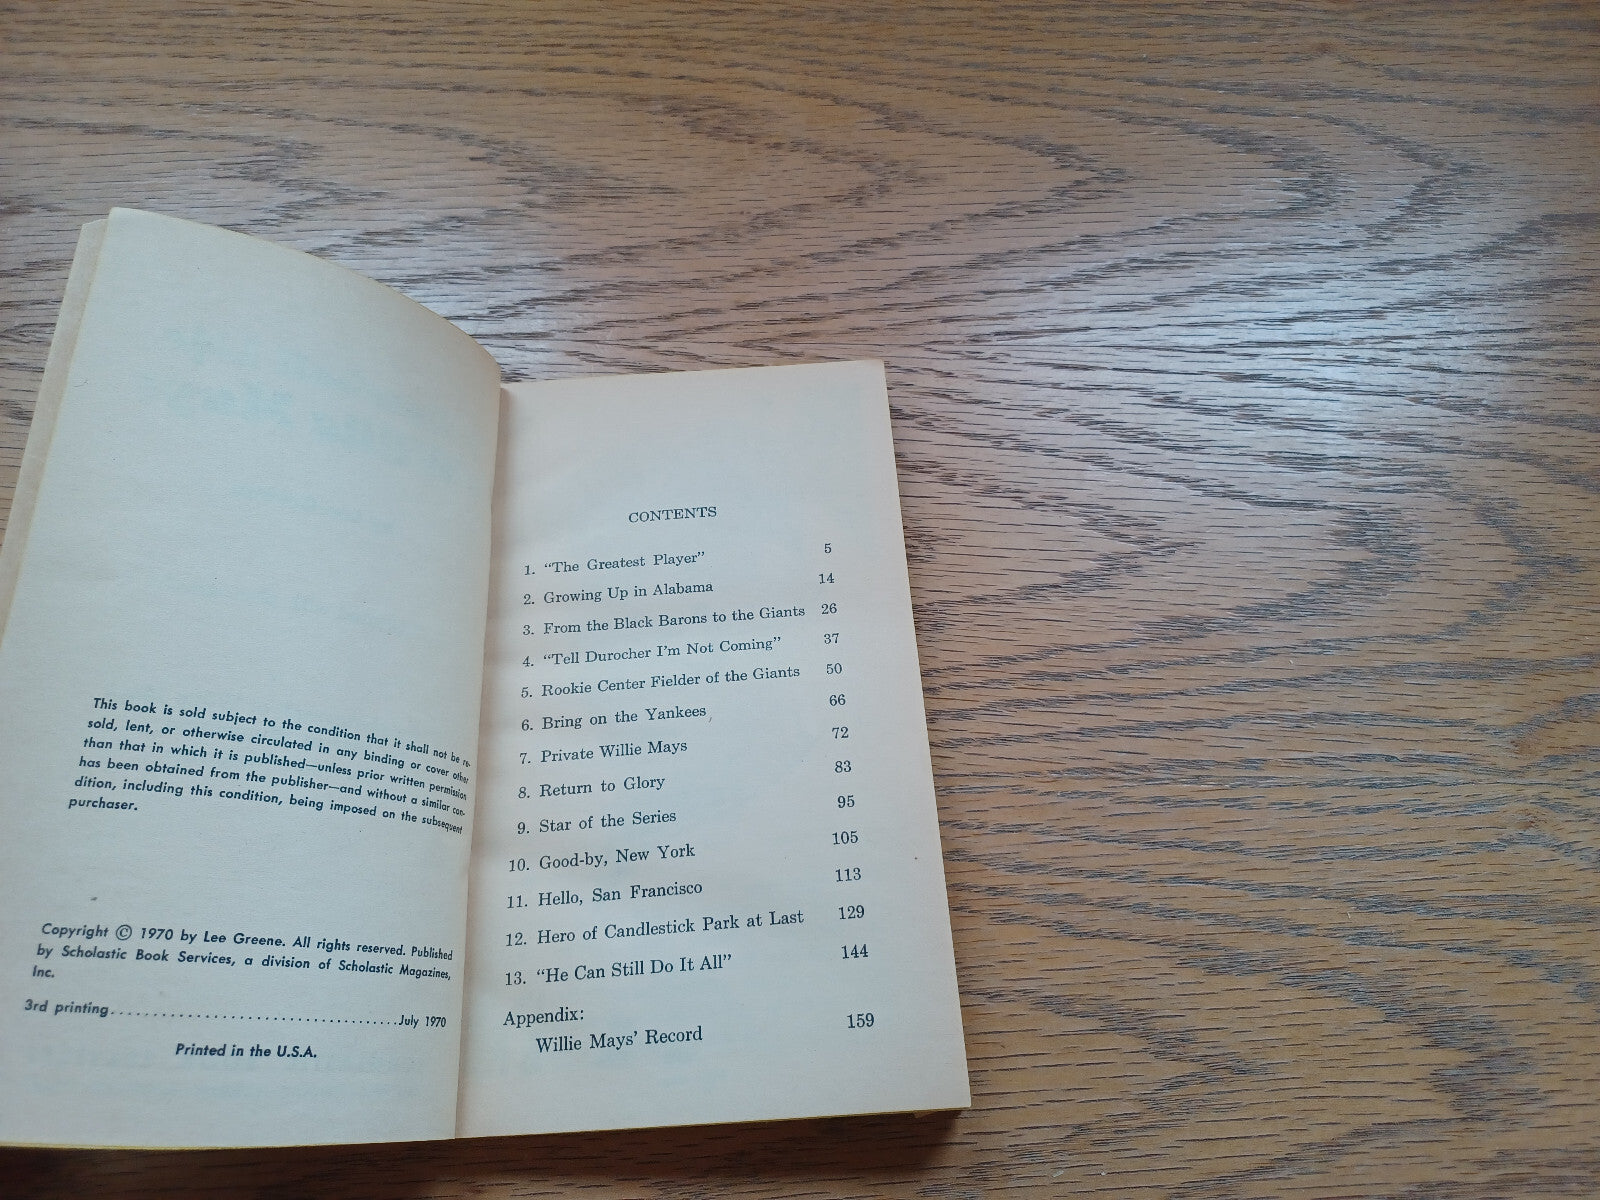 This book is sold subject to the condition that it shall not be re-
sold, lent, or otherwise circulated in any binding or cover other
than that in which it is published—unless prior written permission
has been obtained from the publisher—and without a similar con-
dition, including this condition, being imposed on the subsequent
purchaser.
Copyright © 1970 by Lee Greene. All rights reserved. Published
by Scholastic Book Services, a division of Scholastic Magazines,
Inc.
3rd printing.....................................July 1970
Printed in the U.S.A.
CONTENTS
1. “The Greatest Player” 5
2. Growing Up in Alabama 14
3. From the Black Barons to the Giants 26
4. “Tell Durocher I’m Not Coming” 37
5. Rookie Center Fielder of the Giants 50
6. Bring on the Yankees 66
7. Private Willie Mays 72
8. Return to Glory 83
9. Star of the Series 95
10. Good-by, New York 105
11. Hello, San Francisco 113
12. Hero of Candlestick Park at Last 129
13. “He Can Still Do It All” 144
Appendix:
Willie Mays’ Record 159